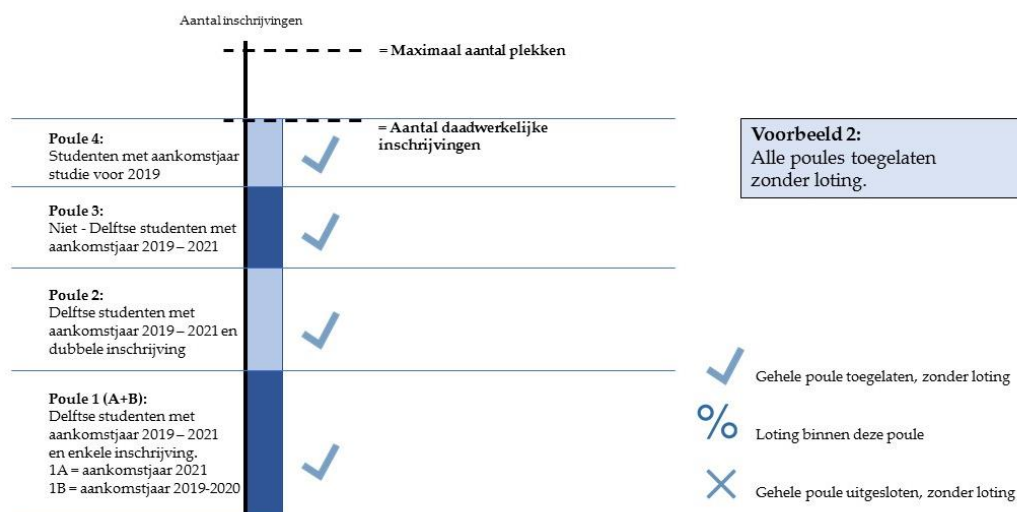 Aantal inschrijvingen
= Maximaal aantal plekken
= Aantal daadwerkelijke
inschrijvingen
Poule 4:
Studenten met aankomstjaar
studie voor 2019
Poule 3:
Niet - Delftse studenten met
aankomstjaar 2019 – 2021
Poule 2:
Delftse studenten met
aankomstjaar 2019 – 2021 en
dubbele inschrijving
Poule 1 (A+B):
Delftse studenten met
aankomstjaar 2019 – 2021
en enkele inschrijving.
1A = aankomstjaar 2021
1B = aankomstjaar 2019-2020
Voorbeeld 2:
Alle poules toegelaten
zonder loting.
Gehele poule toegelaten, zonder loting
% Loting binnen deze poule
Gehele poule uitgesloten, zonder loting